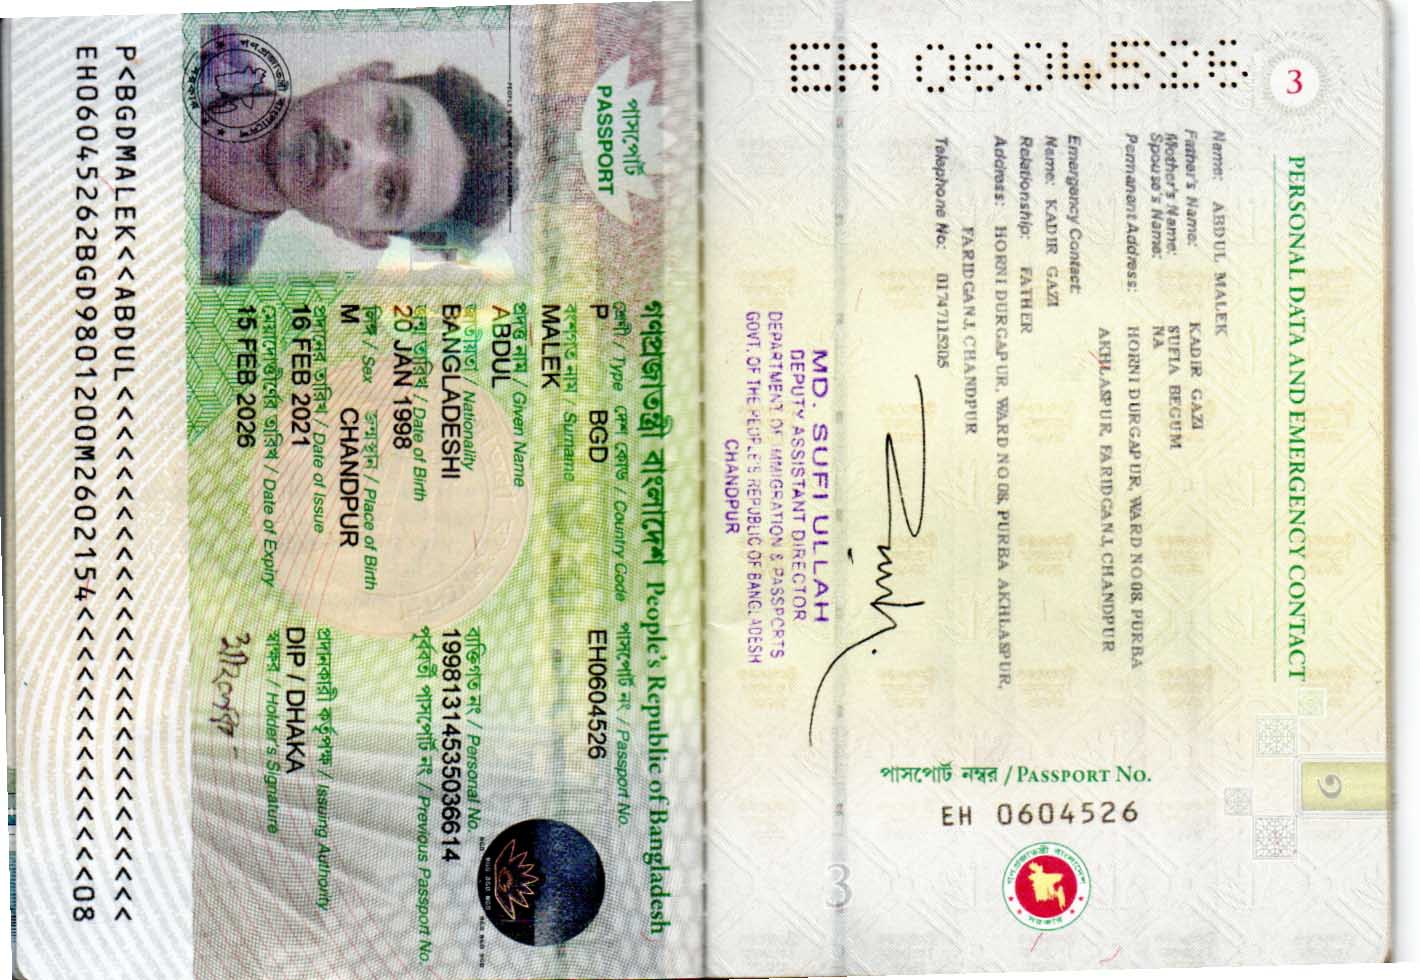 3
PERSONAL DATA AND EMERGENCY CONTACT
Name: ABDUL MALEK
Father's Name: KADIR GAZI
Mother's Name: SUFIA BEGUM
Spouse's Name: NA
Permanent Address: HORNI DURGAPUR, WARD NO 08, PURBA
AKHLASPUR, FARIDGANJ, CHANDPUR
Emergency Contact:
Name: KADIR GAZI
Relationship: FATHER
Address: HORNI DURGAPUR, WARD NO 08, PURBA AKHLASPUR,
FARIDGANJ, CHANDPUR
Telephone No: 01747115205
EH 0604526
পাসপোর্ট নম্বর / PASSPORT No. EH 0604526
3
MD. SUFI ULLAH
DEPUTY ASSISTANT DIRECTOR
DEPARTMENT OF IMMIGRATION & PASSPORTS
GOVT. OF THE PEOPLE'S REPUBLIC OF BANGLADESH
CHANDPUR
গণপ্রজাতন্ত্রী বাংলাদেশ People's Republic of Bangladesh
পাসপোর্ট
PASSPORT
শ্রেণী / Type দেশ কোড / Country Code পাসপোর্ট নং / Passport No.
P BGD EH0604526
বংশগত নাম / Surname
MALEK
প্রদত্ত নাম / Given Name
ABDUL
জাতীয়তা / Nationality ব্যক্তিগত নং / Personal No.
BANGLADESHI 19981314535036614
জন্ম তারিখ / Date of Birth পূর্ববর্তী পাসপোর্ট নং / Previous Passport No.
20 JAN 1998
লিঙ্গ / Sex জন্মস্থান / Place of Birth
M CHANDPUR
প্রদানের তারিখ / Date of Issue প্রদানকারী কর্তৃপক্ষ / Issuing Authority
16 FEB 2021 DIP / DHAKA
মেয়াদোত্তীর্ণের তারিখ / Date of Expiry স্বাক্ষর / Holder's Signature
15 FEB 2026
P<BGDMALEK<<ABDUL<<<<<<<<<<<<<<<<<<<<<<<<<<<
EH06045262BGD9801200M2602154<<<<<<<<<<<<<<08